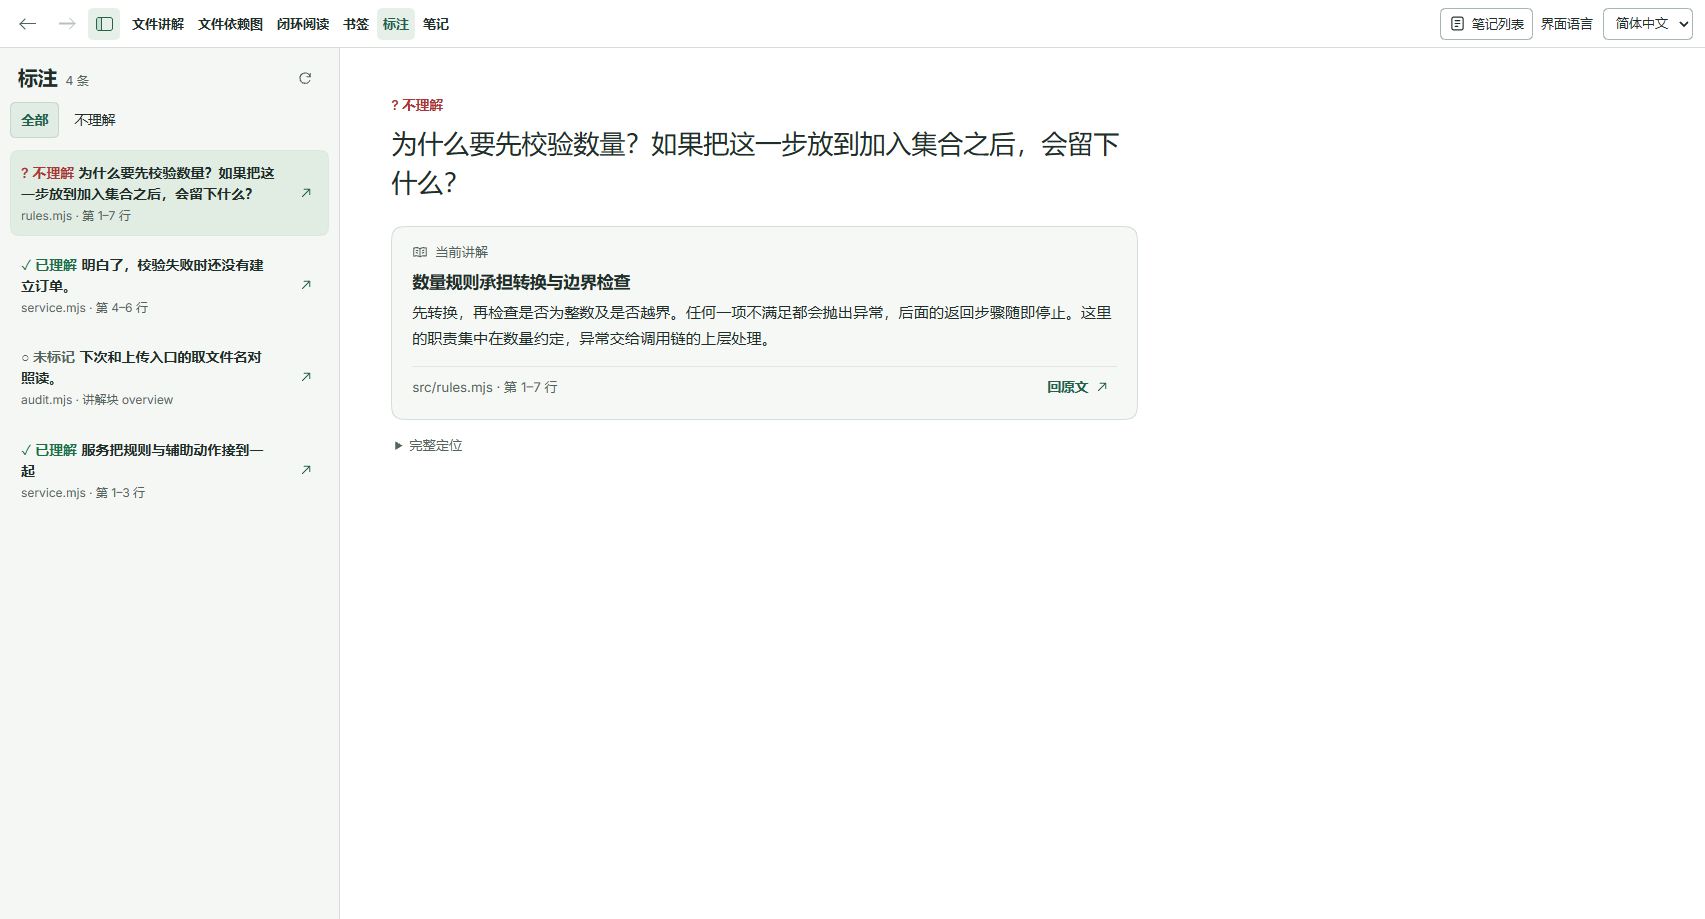 文件讲解 文件依赖图 闭环阅读 书签 标注 笔记 笔记列表 界面语言 简体中文
标注 4 条
全部 不理解
? 不理解 为什么要先校验数量？如果把这
一步放到加入集合之后，会留下什么？
rules.mjs · 第 1–7 行
✓ 已理解 明白了，校验失败时还没有建
立订单。
service.mjs · 第 4–6 行
○ 未标记 下次和上传入口的取文件名对
照读。
audit.mjs · 讲解块 overview
✓ 已理解 服务把规则与辅助动作接到一
起
service.mjs · 第 1–3 行
? 不理解
为什么要先校验数量？如果把这一步放到加入集合之后，会留下
什么？
当前讲解
数量规则承担转换与边界检查
先转换，再检查是否为整数及是否越界。任何一项不满足都会抛出异常，后面的返回步骤随即停止。这里
的职责集中在数量约定，异常交给调用链的上层处理。
src/rules.mjs · 第 1–7 行 回原文
完整定位